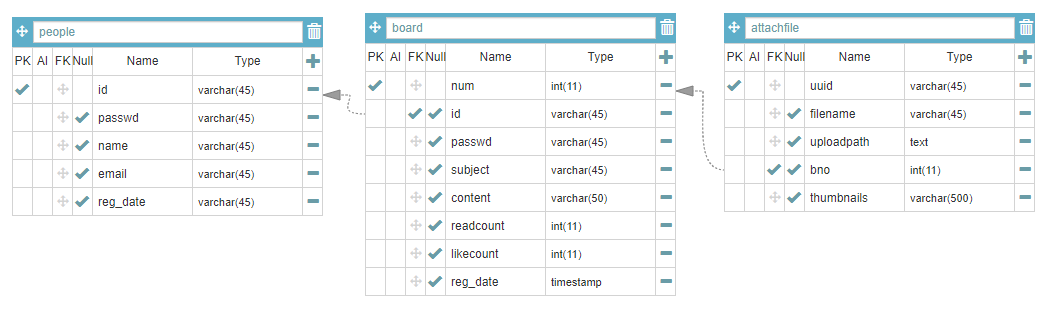 people
PK AI FK Null Name Type
id varchar(45)
passwd varchar(45)
name varchar(45)
email varchar(45)
reg_date varchar(45)
board
PK AI FK Null Name Type
num int(11)
id varchar(45)
passwd varchar(45)
subject varchar(45)
content varchar(50)
readcount int(11)
likecount int(11)
reg_date timestamp
attachfile
PK AI FK Null Name Type
uuid varchar(45)
filename varchar(45)
uploadpath text
bno int(11)
thumbnails varchar(500)